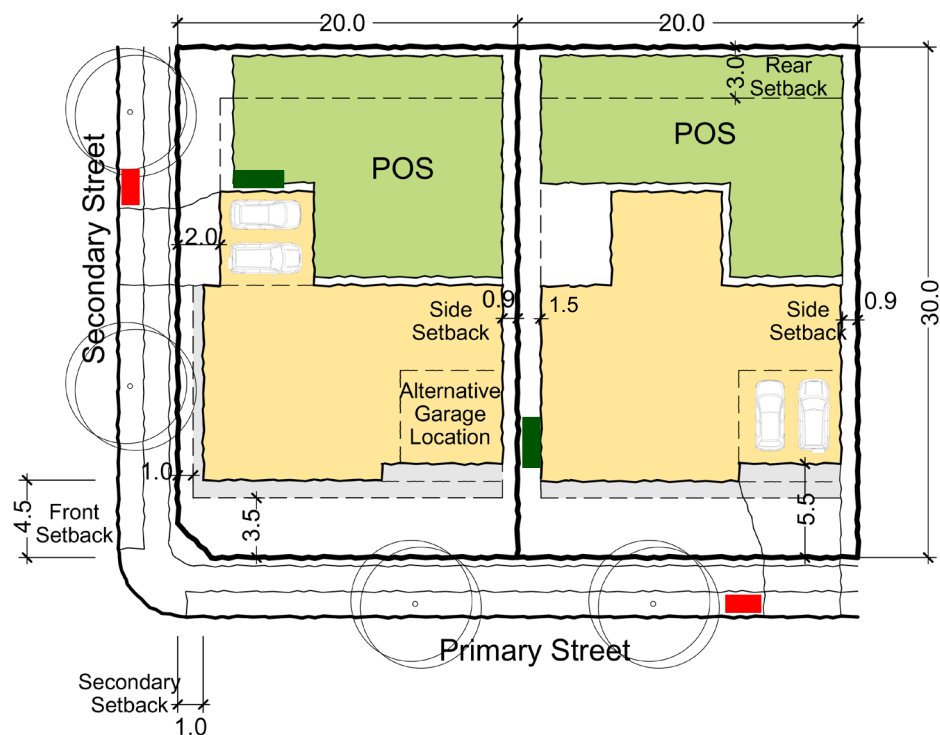 20.0
20.0
3.0
Rear
Setback
POS
POS
Secondary Street
2.0
0.9
1.5
0.9
Side
Setback
Side
Setback
30.0
Alternative
Garage
Location
1.0
4.5
Front
Setback
3.5
5.5
Primary Street
Secondary
Setback
1.0